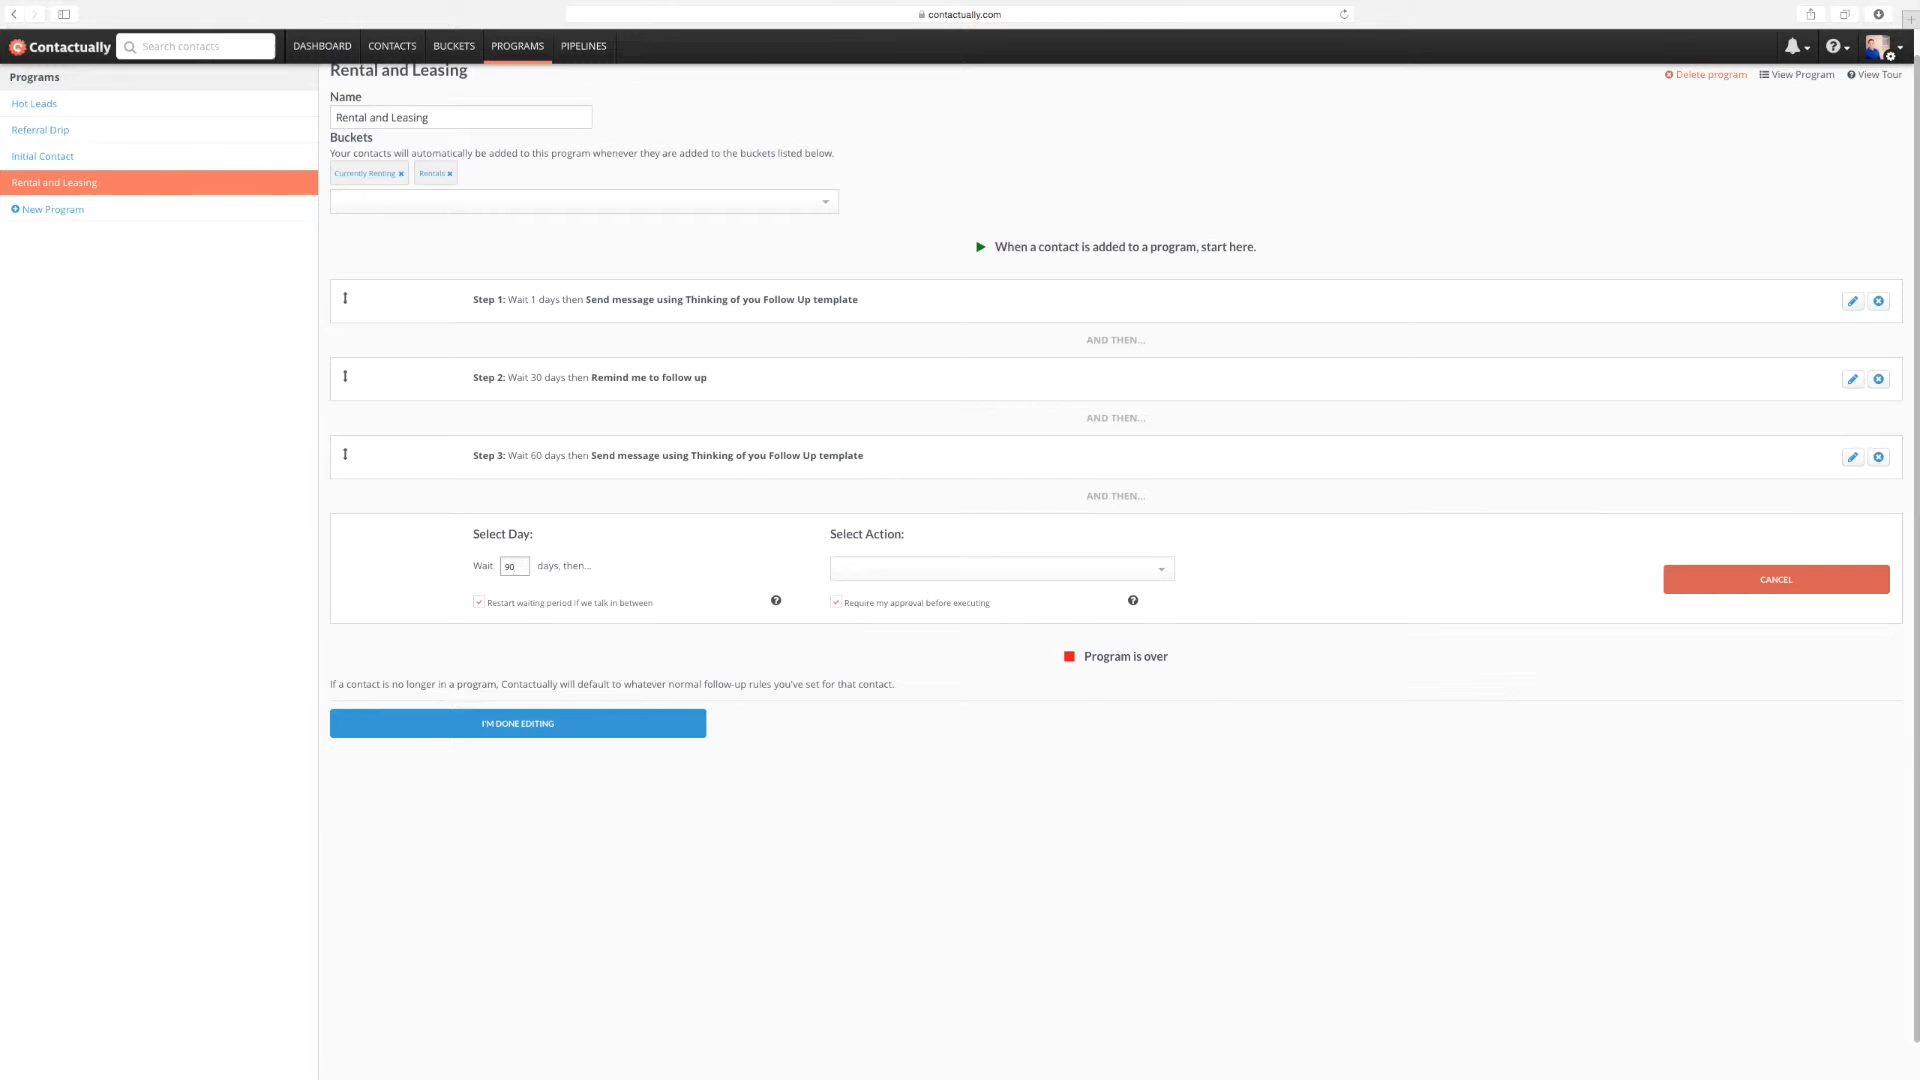 contactually.com
Contactually Search contacts DASHBOARD CONTACTS BUCKETS PROGRAMS PIPELINES
Programs
Hot Leads
Referral Drip
Initial Contact
Rental and Leasing
New Program
Rental and Leasing
Delete program View Program View Tour
Name
Rental and Leasing
Buckets
Your contacts will automatically be added to this program whenever they are added to the buckets listed below.
Currently Renting x Rentals x
When a contact is added to a program, start here.
Step 1: Wait 1 days then Send message using Thinking of you Follow Up template
AND THEN...
Step 2: Wait 30 days then Remind me to follow up
AND THEN...
Step 3: Wait 60 days then Send message using Thinking of you Follow Up template
AND THEN...
Select Day: Select Action:
Wait 90 days, then...
CANCEL
Restart waiting period if we talk in between Require my approval before executing
Program is over
If a contact is no longer in a program, Contactually will default to whatever normal follow-up rules you've set for that contact.
I'M DONE EDITING